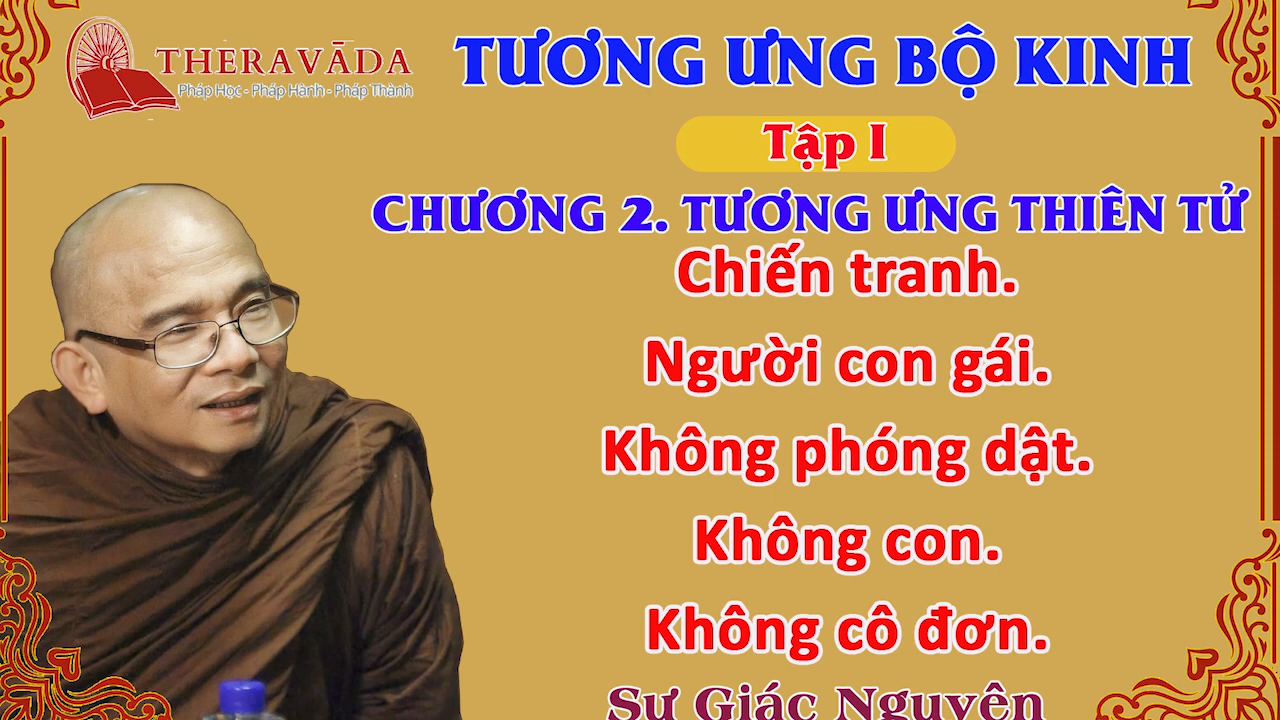 THERAVĀDA
Pháp Học - Pháp Hành - Pháp Thành
TƯƠNG ƯNG BỘ KINH
Tập I
CHƯƠNG 2. TƯƠNG ƯNG THIÊN TỬ
Chiến tranh.
Người con gái.
Không phóng dật.
Không con.
Không cô đơn.
Sư Giác Nguyên